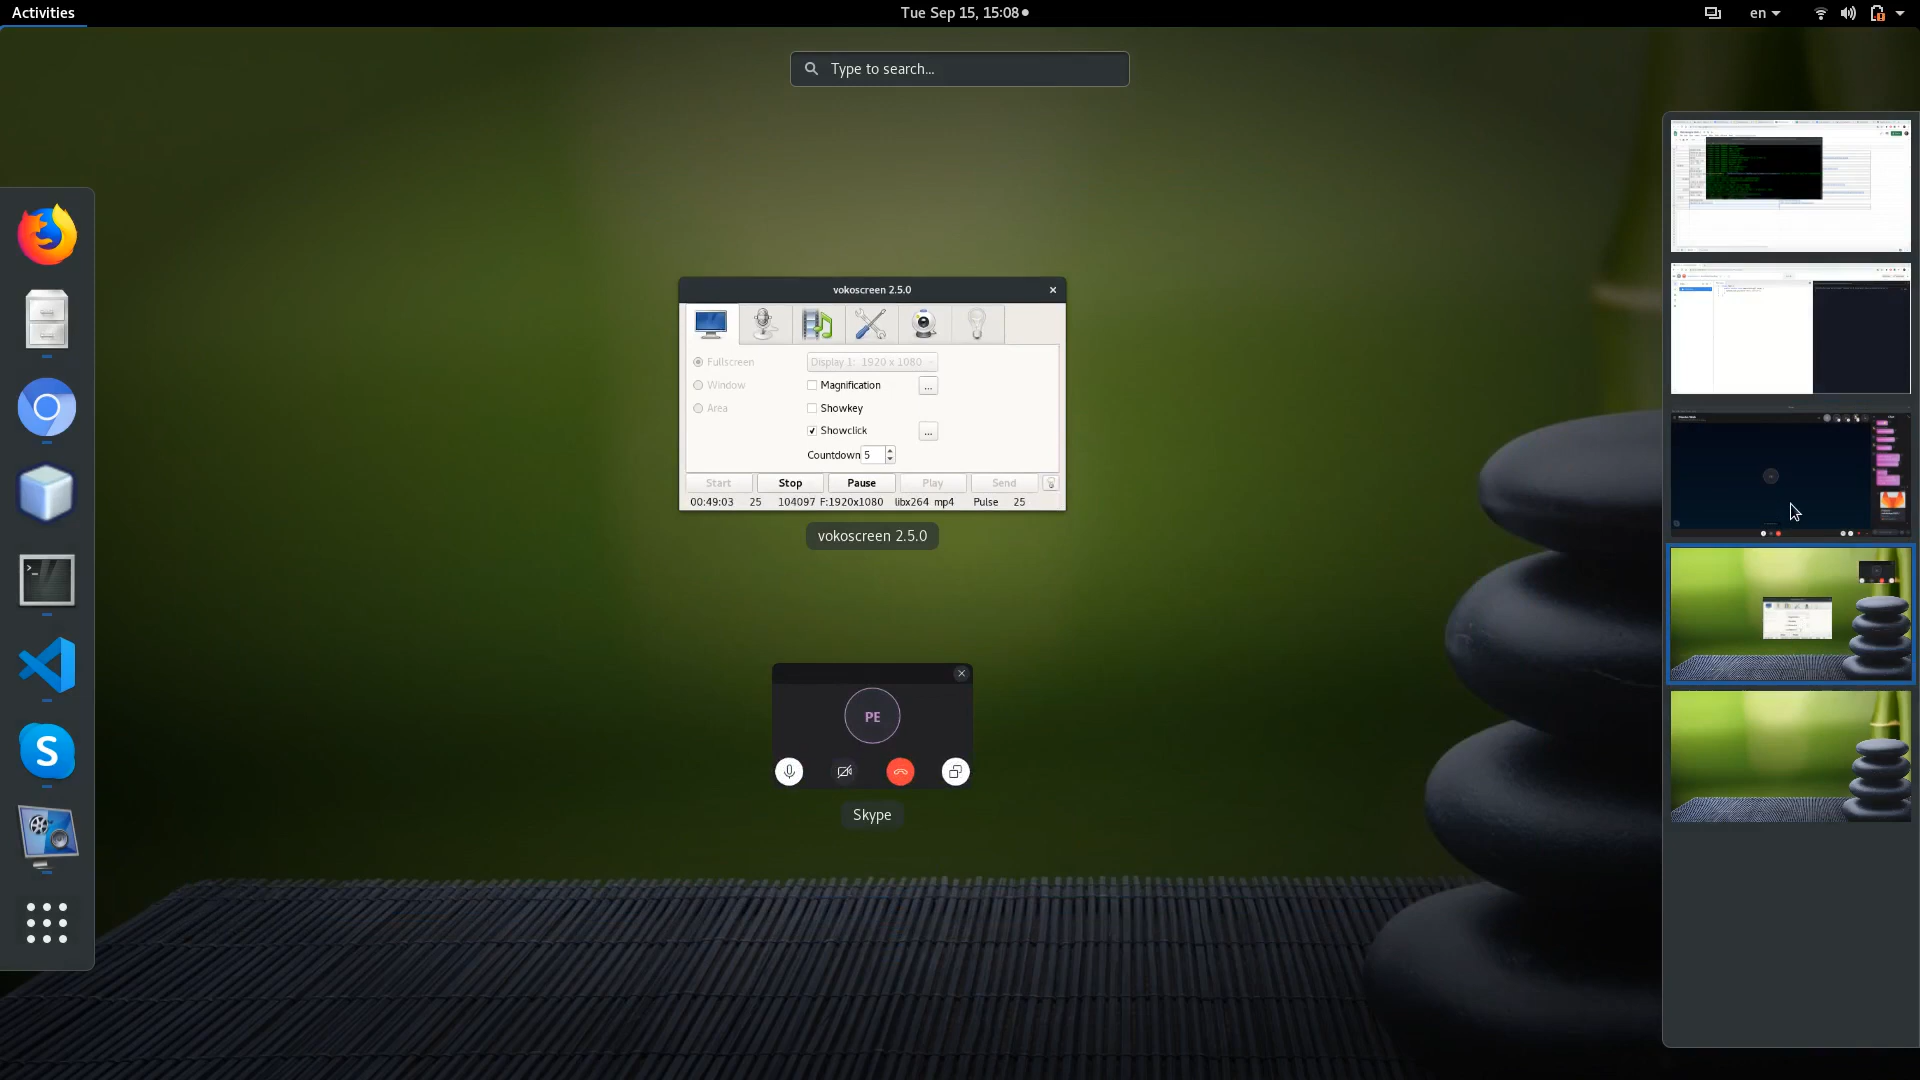 Activities
Tue Sep 15, 15:08
en
Type to search...
vokoscreen 2.5.0
Fullscreen
Display 1: 1920 x 1080
Window
Magnification
...
Area
Showkey
Showclick
...
Countdown 5
Start
Stop
Pause
Play
Send
00:49:03 25 104097 F:1920x1080 libx264 mp4 Pulse 25
vokoscreen 2.5.0
PE
Skype
S